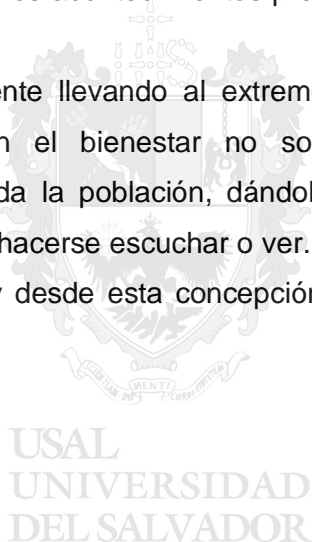 ente llevando al extremo
n el bienestar no so
da la población, dándol
hacerse escuchar o ver.
y desde esta concepción
USAL
UNIVERSIDAD
DEL SALVADOR